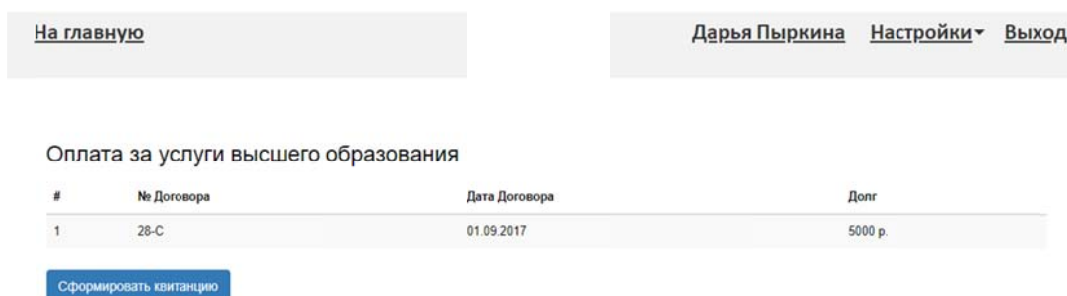 На главную Дарья Пыркина Настройки Выход
Оплата за услуги высшего образования
# № Договора Дата Договора Долг
1 28-С 01.09.2017 5000 р.
Сформировать квитанцию